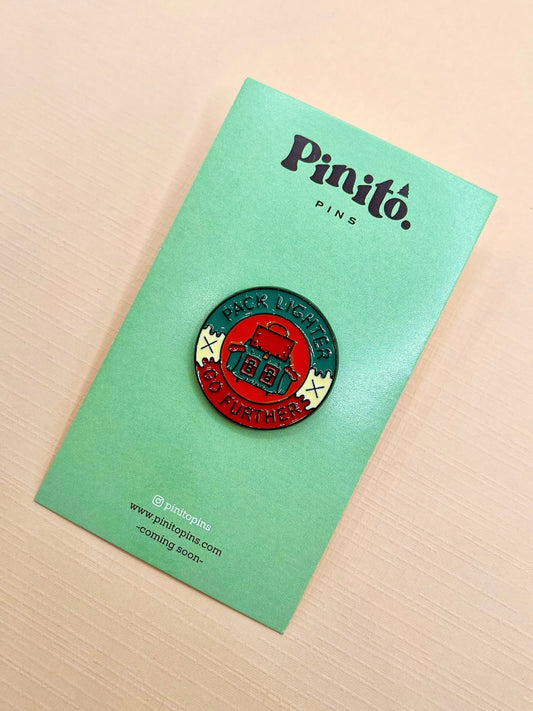 Pinito.
PINS
PACK LIGHTER
GO FURTHER
pinitopins
www.pinitopins.com
-coming soon-